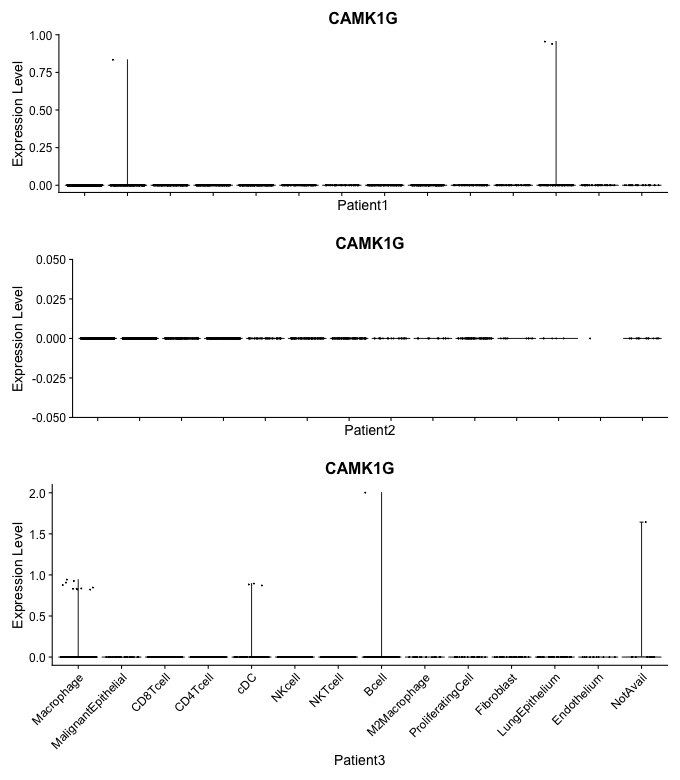 CAMK1G
Expression Level
1.00
0.75
0.50
0.25
0.00
Patient1
CAMK1G
Expression Level
0.050
0.025
0.000
-0.025
-0.050
Patient2
CAMK1G
Expression Level
2.0
1.5
1.0
0.5
0.0
Macrophage
MalignantEpithelial
CD8Tcell
CD4Tcell
cDC
NKcell
NKTcell
Bcell
M2Macrophage
ProliferatingCell
Fibroblast
LungEpithelium
Endothelium
NotAvail
Patient3